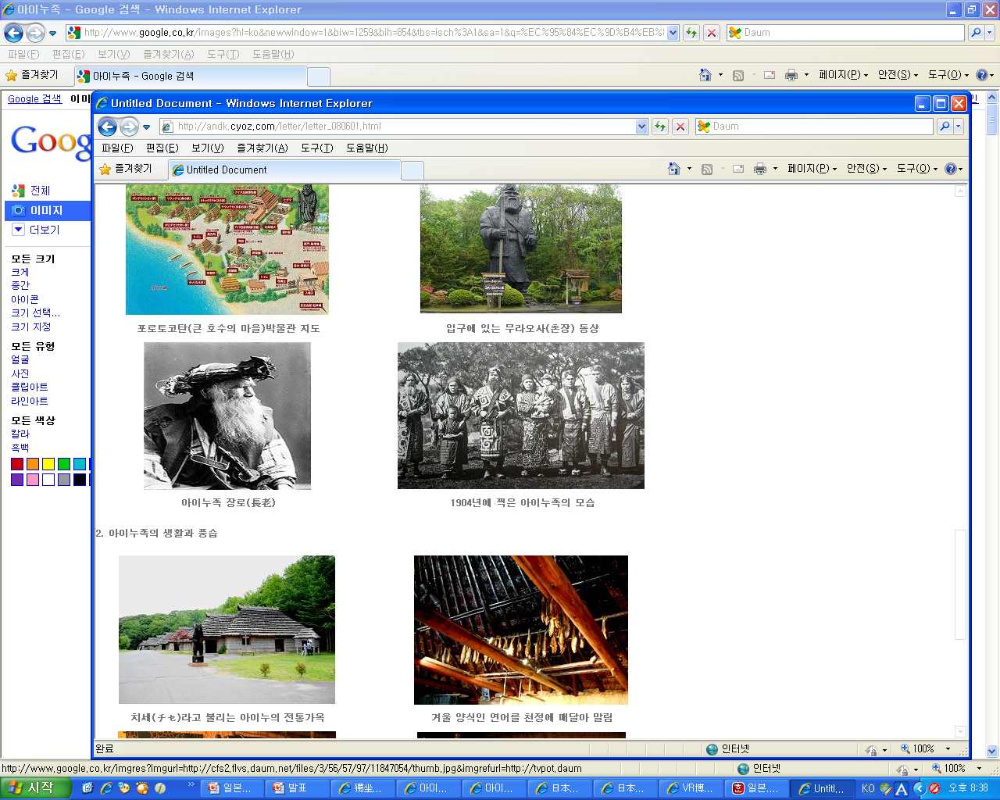 아이누족 - Google 검색 - Windows Internet Explorer
http://www.google.co.kr/images?hl=ko&newwindow=1&biw=1259&bih=854&tbs=isch%3A1&sa=1&q=%EC%95%84%EC%9D%B4%EB%
Daum
파일(F) 편집(E) 보기(V) 즐겨찾기(A) 도구(T) 도움말(H)
즐겨찾기 아이누족 - Google 검색 페이지(P) 안전(S) 도구(O)
Google 검색 이미
Goog
전체
이미지
더보기
모든 크기
크게
중간
아이콘
크기 선택...
크기 지정
모든 유형
얼굴
사진
클립아트
라인아트
모든 색상
칼라
흑백
Untitled Document - Windows Internet Explorer
http://andk.cyoz.com/letter/letter_080601.html
Daum
파일(F) 편집(E) 보기(V) 즐겨찾기(A) 도구(T) 도움말(H)
즐겨찾기 Untitled Document 페이지(P) 안전(S) 도구(O)
포로토코탄(큰 호수의 마을)박물관 지도
입구에 있는 무라오사(촌장) 동상
아이누족 장로(長老)
1904년에 찍은 아이누족의 모습
2. 아이누족의 생활과 풍습
치세(チセ)라고 불리는 아이누의 전통가옥
겨울 양식인 연어를 천정에 매달아 말림
완료 인터넷 100%
http://www.google.co.kr/imgres?imgurl=http://cfs2.flvs.daum.net/files/3/56/57/97/11847054/thumb.jpg&imgrefurl=http://tvpot.daum 인터넷 100%
시작 일본... 발표 獨坐... 아이... 아이... 日本... 日本... VR博... 일본.... Untitl... KO A 오후 8:38